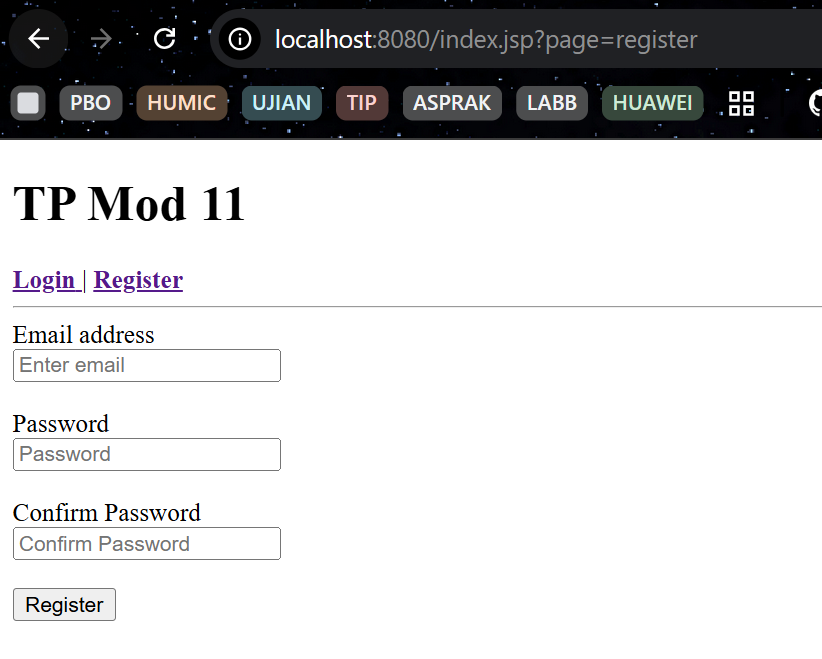 localhost:8080/index.jsp?page=register
PBO HUMIC UJIAN TIP ASPRAK LABB HUAWEI
TP Mod 11
Login | Register
Email address
Enter email
Password
Password
Confirm Password
Confirm Password
Register